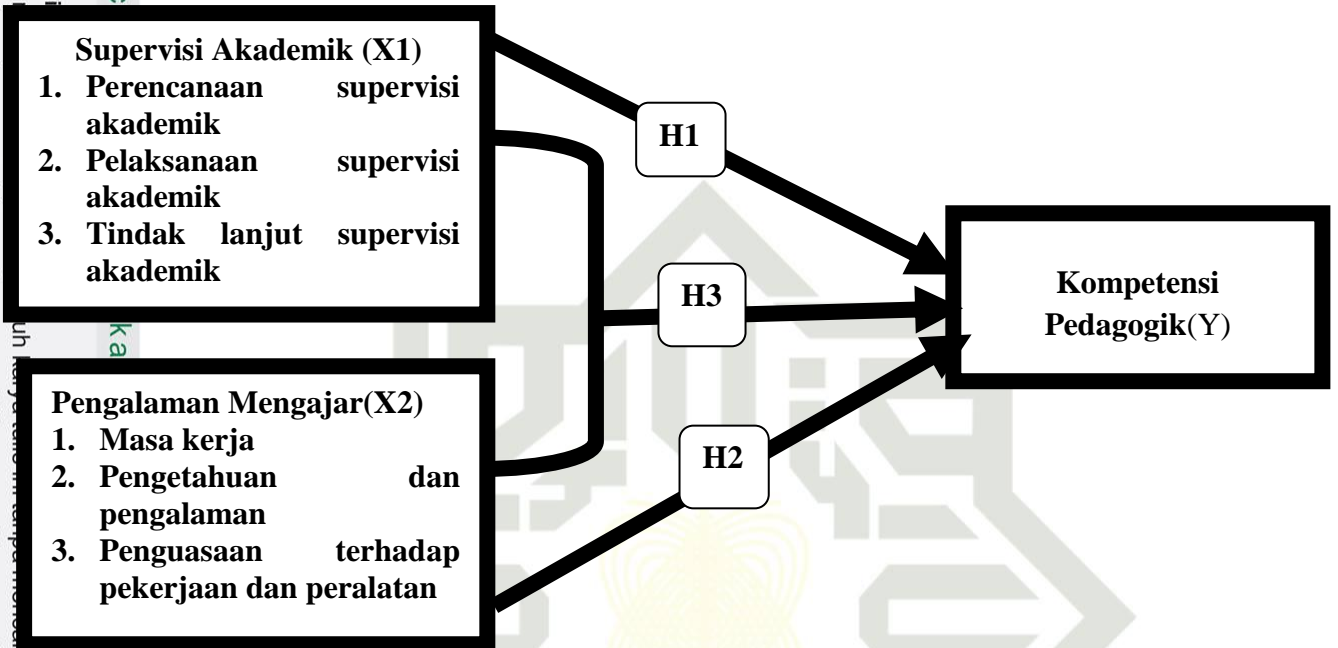 Supervisi Akademik (X1)
1. Perencanaan supervisi
akademik
2. Pelaksanaan supervisi
akademik
3. Tindak lanjut supervisi
akademik
H1
H3
Kompetensi
Pedagogik(Y)
Pengalaman Mengajar(X2)
1. Masa kerja
2. Pengetahuan dan
pengalaman
3. Penguasaan terhadap
pekerjaan dan peralatan
H2